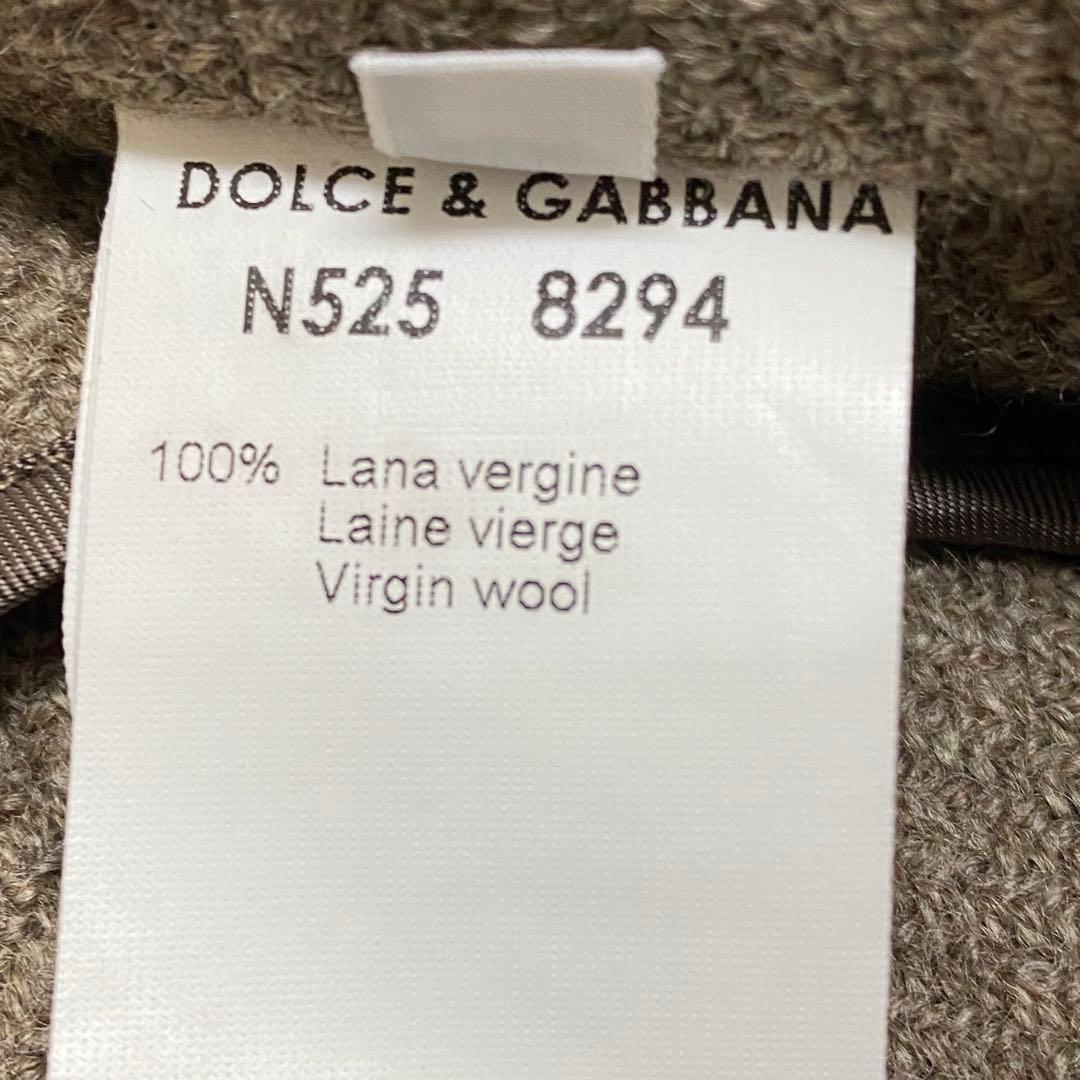 DOLCE & GABBANA
N525 8294
100% Lana vergine
Laine vierge
Virgin wool